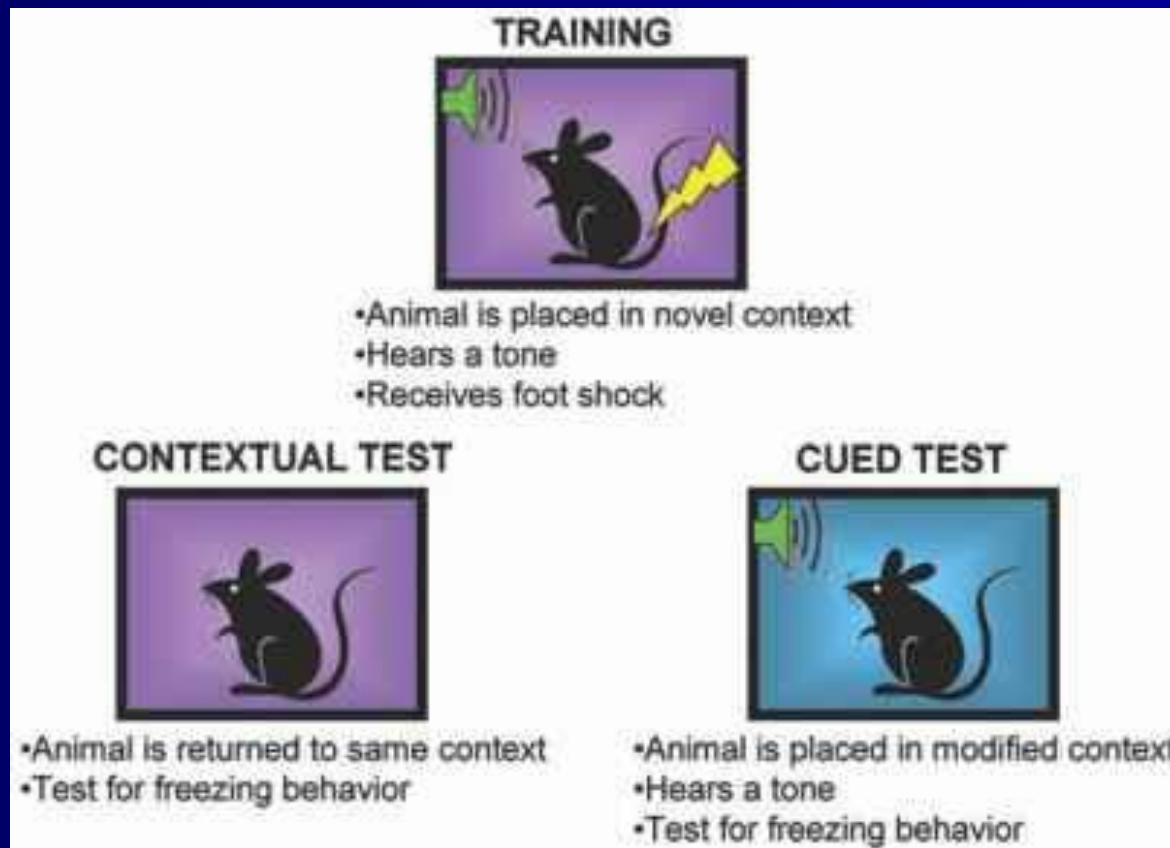 TRAINING
•Animal is placed in novel context
•Hears a tone
•Receives foot shock
CONTEXTUAL TEST
•Animal is returned to same context
•Test for freezing behavior
CUED TEST
•Animal is placed in modified context
•Hears a tone
•Test for freezing behavior